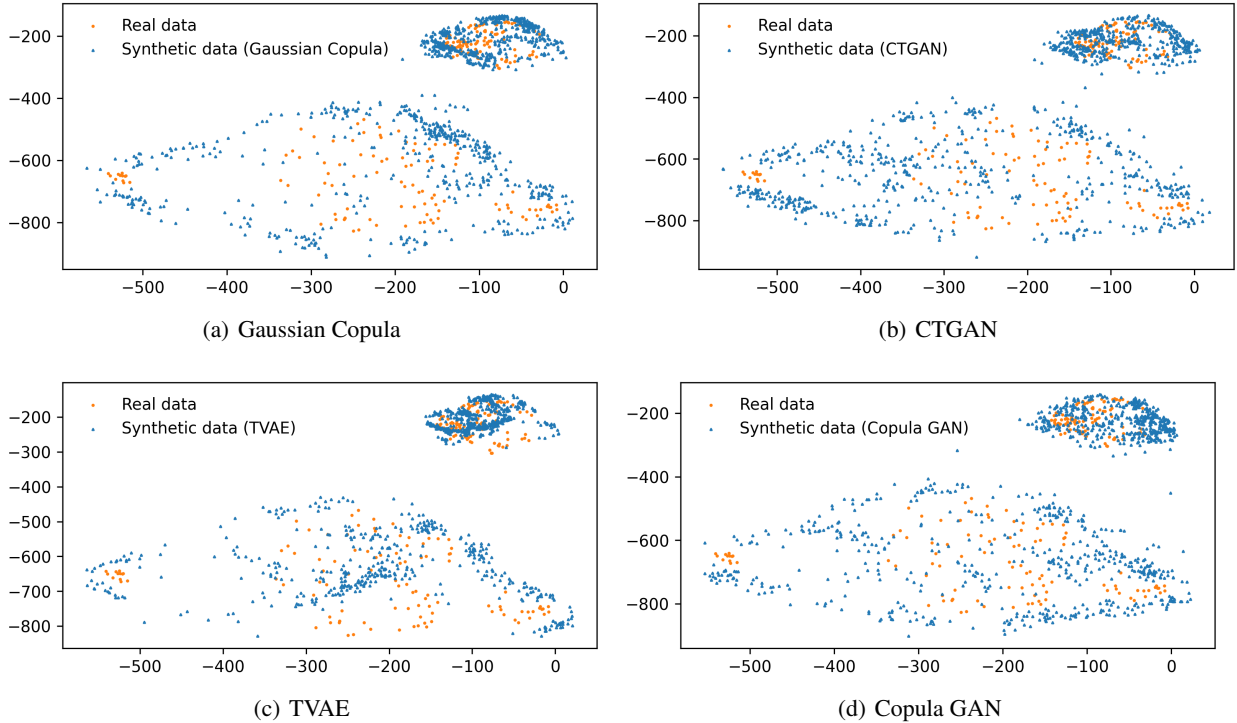 Real data
Synthetic data (Gaussian Copula)
−200
−400
−600
−800
−500 −400 −300 −200 −100 0
(a) Gaussian Copula
Real data
Synthetic data (CTGAN)
−200
−400
−600
−800
−500 −400 −300 −200 −100 0
(b) CTGAN
Real data
Synthetic data (TVAE)
−200
−300
−400
−500
−600
−700
−800
−500 −400 −300 −200 −100 0
(c) TVAE
Real data
Synthetic data (Copula GAN)
−200
−400
−600
−800
−500 −400 −300 −200 −100 0
(d) Copula GAN